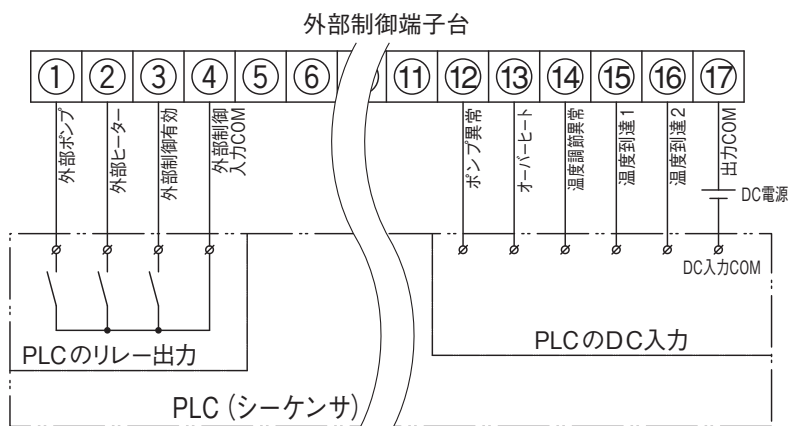 外部制御端子台
① ② ③ ④ ⑤ ⑥ ⑪ ⑫ ⑬ ⑭ ⑮ ⑯ ⑰
外部ポンプ
外部ヒーター
外部制御有効
外部制御
入力COM
ポンプ異常
オーバーヒート
温度調節異常
温度到達1
温度到達2
出力COM
DC電源
DC入力COM
PLCのリレー出力
PLCのDC入力
PLC（シーケンサ）